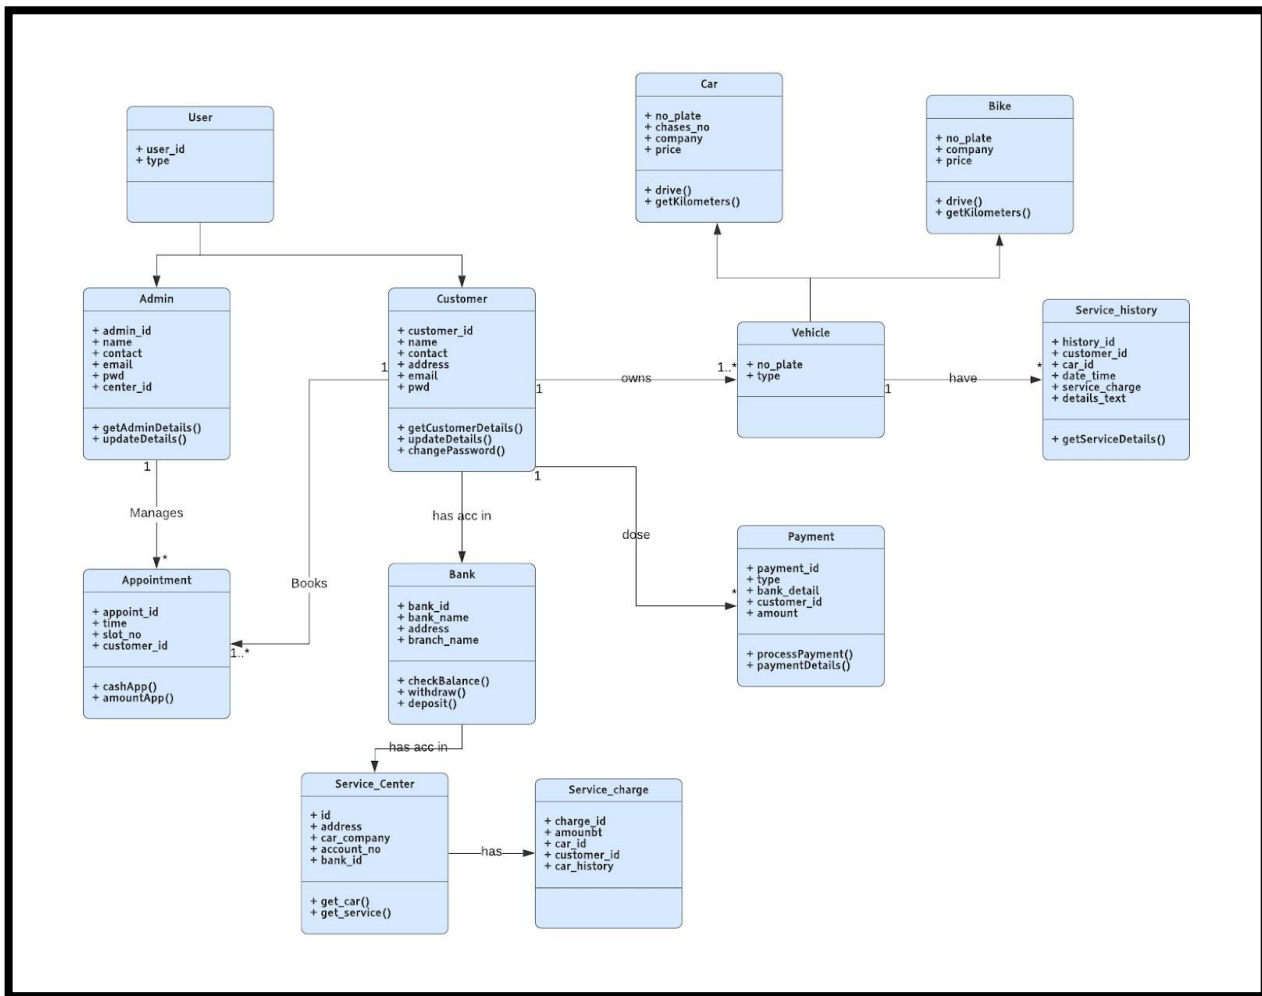 User
+ user_id
+ type
Car
+ no_plate
+ chases_no
+ company
+ price
+ drive()
+ getKilometers()
Bike
+ no_plate
+ company
+ price
+ drive()
+ getKilometers()
Admin
+ admin_id
+ name
+ contact
+ email
+ pwd
+ center_id
+ getAdminDetails()
+ updateDetails()
1
Manages
*
Customer
+ customer_id
+ name
+ contact
+ address
+ email
+ pwd
+ getCustomerDetails()
+ updateDetails()
+ changePassword()
1
Books
1..*
1
owns
1..*
Vehicle
+ no_plate
+ type
1
have
*
Service_history
+ history_id
+ customer_id
+ car_id
+ date_time
+ service_charge
+ details_text
+ getServiceDetails()
1
dose
*
has acc in
Appointment
+ appoint_id
+ time
+ slot_no
+ customer_id
+ cashApp()
+ amountApp()
Bank
+ bank_id
+ bank_name
+ address
+ branch_name
+ checkBalance()
+ withdraw()
+ deposit()
Payment
+ payment_id
+ type
+ bank_detail
+ customer_id
+ amount
+ processPayment()
+ paymentDetails()
has acc in
Service_Center
+ id
+ address
+ car_company
+ account_no
+ bank_id
+ get_car()
+ get_service()
has
Service_charge
+ charge_id
+ amounbt
+ car_id
+ customer_id
+ car_history